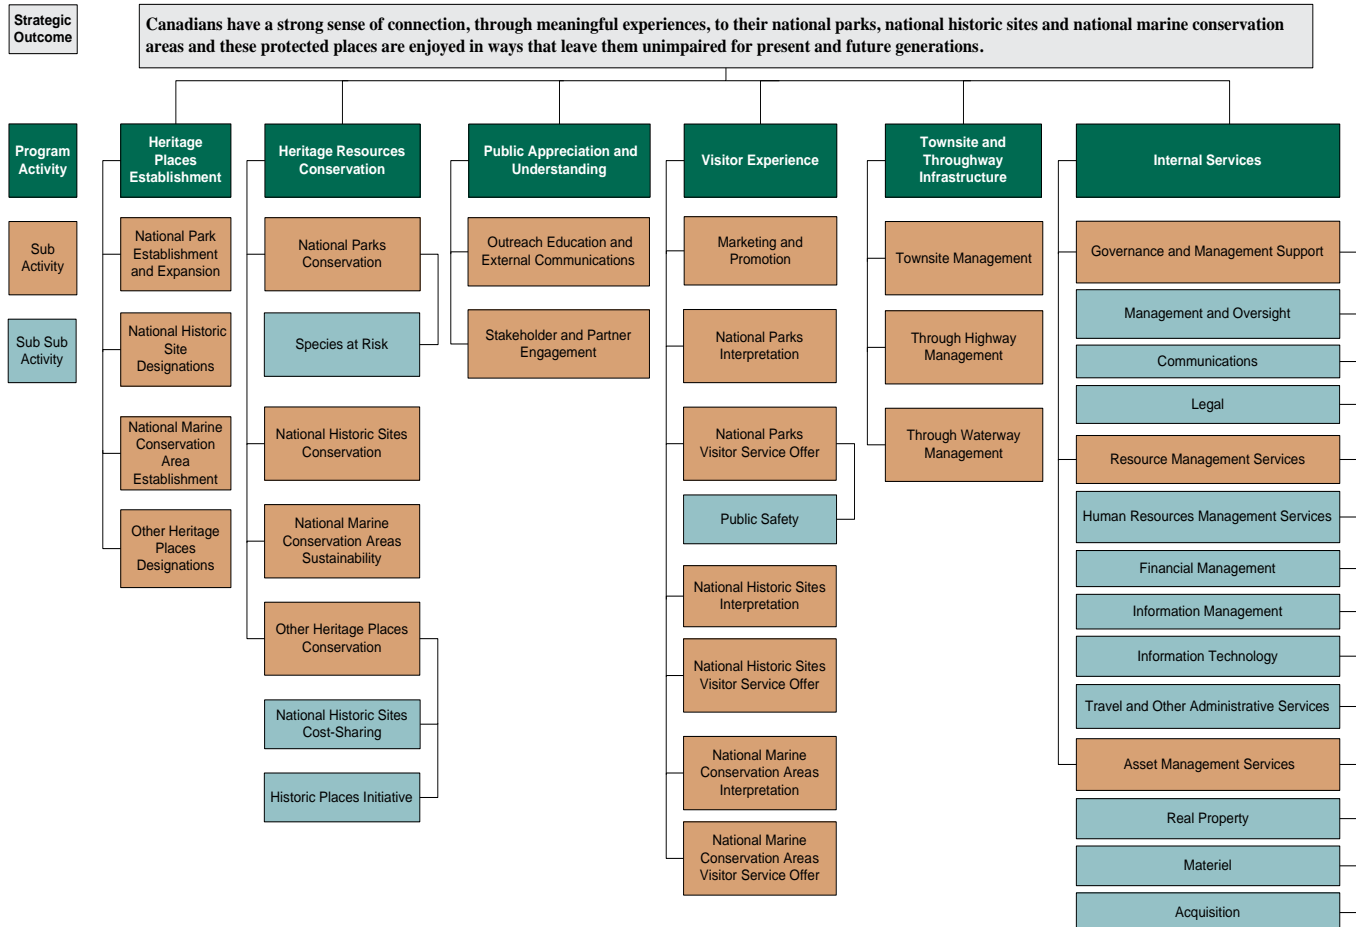 Strategic
Outcome
Canadians have a strong sense of connection, through meaningful experiences, to their national parks, national historic sites and national marine conservation
areas and these protected places are enjoyed in ways that leave them unimpaired for present and future generations.
Program
Activity
Sub
Activity
Sub Sub
Activity
Heritage
Places
Establishment
National Park
Establishment
and Expansion
National Historic
Site
Designations
National Marine
Conservation
Area
Establishment
Other Heritage
Places
Designations
Heritage Resources
Conservation
National Parks
Conservation
Species at Risk
National Historic Sites
Conservation
National Marine
Conservation Areas
Sustainability
Other Heritage Places
Conservation
National Historic Sites
Cost-Sharing
Historic Places Initiative
Public Appreciation and
Understanding
Outreach Education and
External Communications
Stakeholder and Partner
Engagement
Visitor Experience
Marketing and
Promotion
National Parks
Interpretation
National Parks
Visitor Service Offer
Public Safety
National Historic Sites
Interpretation
National Historic Sites
Visitor Service Offer
National Marine
Conservation Areas
Interpretation
National Marine
Conservation Areas
Visitor Service Offer
Townsite and
Throughway
Infrastructure
Townsite Management
Through Highway
Management
Through Waterway
Management
Internal Services
Governance and Management Support
Management and Oversight
Communications
Legal
Resource Management Services
Human Resources Management Services
Financial Management
Information Management
Information Technology
Travel and Other Administrative Services
Asset Management Services
Real Property
Materiel
Acquisition